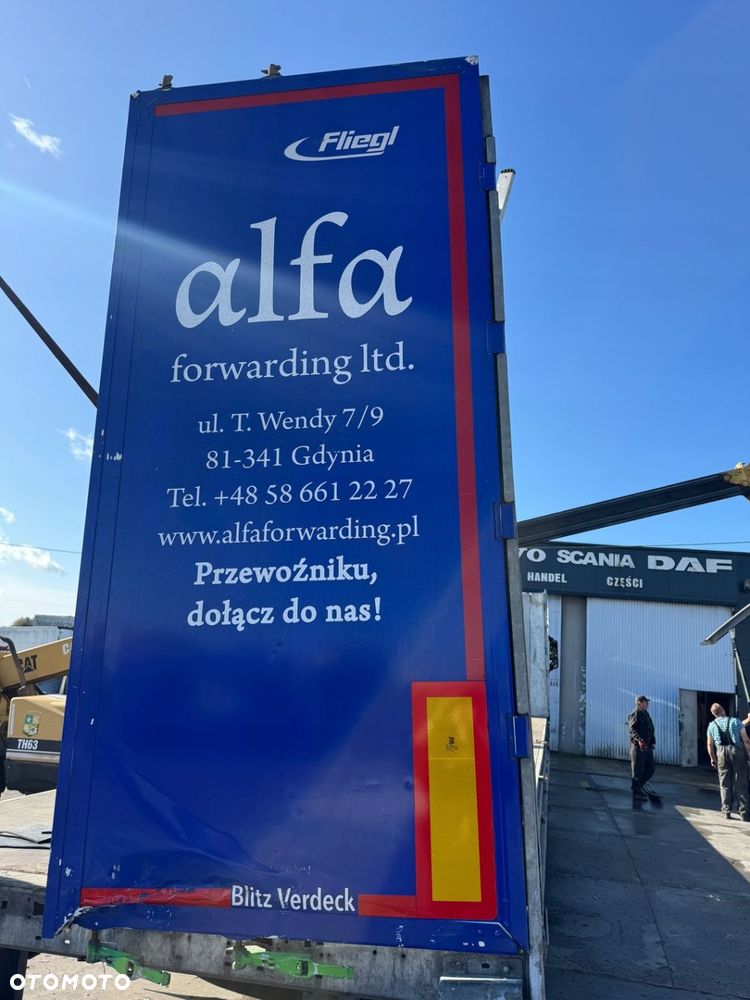 Fliegl
alfa
forwarding ltd.
ul. T. Wendy 7/9
81-341 Gdynia
Tel. +48 58 661 22 27
www.alfaforwarding.pl
Przewoźniku,
dołącz do nas!
VO SCANIA DAF
HANDEL CZĘŚCI
CAT
TH63
Blitz Verdeck
OTOMOTO